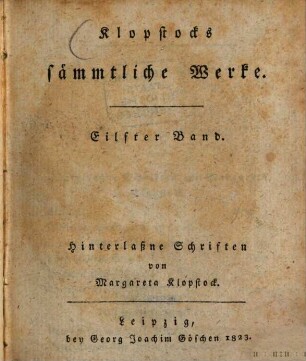 Klopstocks
sämmtliche Werke.
Eilfter Band.
Hinterlaßne Schriften
von
Margareta Klopstock.
Leipzig,
bey Georg Joachim Göschen 1823.